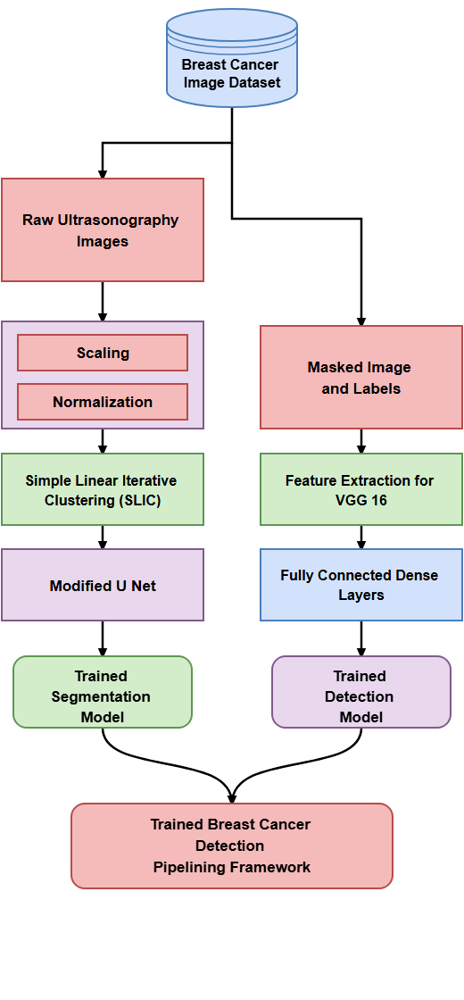 Breast Cancer
Image Dataset
Raw Ultrasonography
Images
Scaling
Normalization
Simple Linear Iterative
Clustering (SLIC)
Modified U Net
Trained
Segmentation
Model
Masked Image
and Labels
Feature Extraction for
VGG 16
Fully Connected Dense
Layers
Trained
Detection
Model
Trained Breast Cancer
Detection
Pipelining Framework